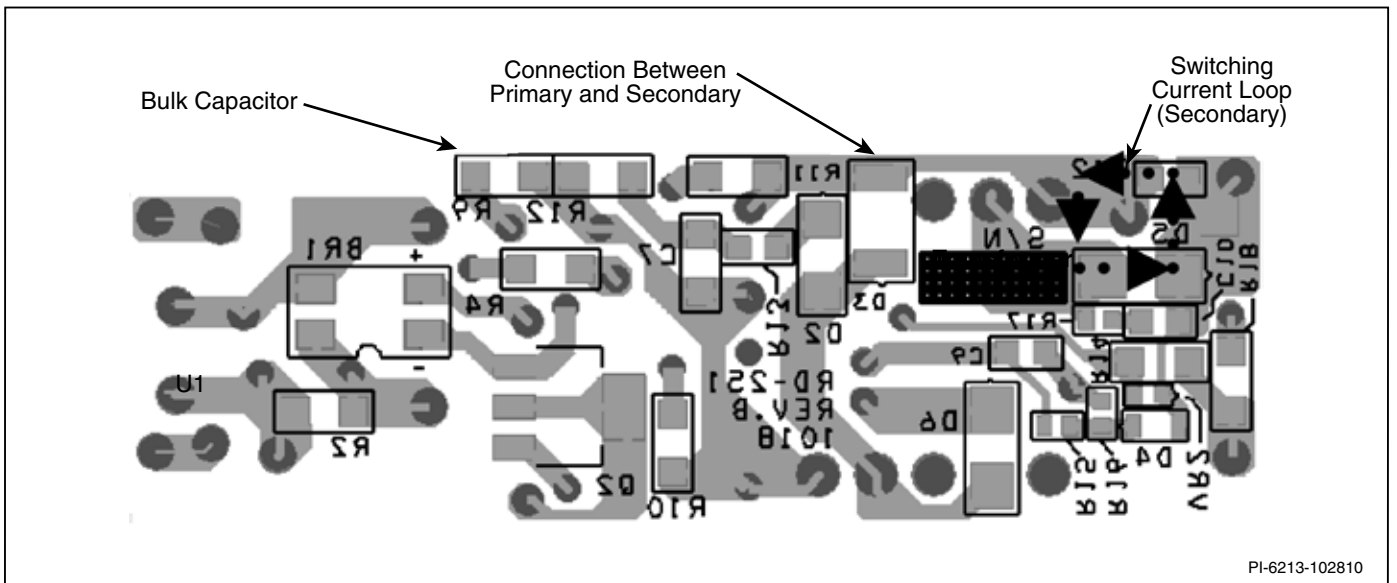 Connection Between
Primary and Secondary
Switching
Current Loop
(Secondary)
Bulk Capacitor
R11
R9
R12
D5
S/N
C10
R18
BR1
+
C7
R4
D3
R13
D2
R17
C9
R14
U1
-
RD-251
REV.B
1018
D6
R2
Q2
R10
R15
R16
D4
VR2
PI-6213-102810